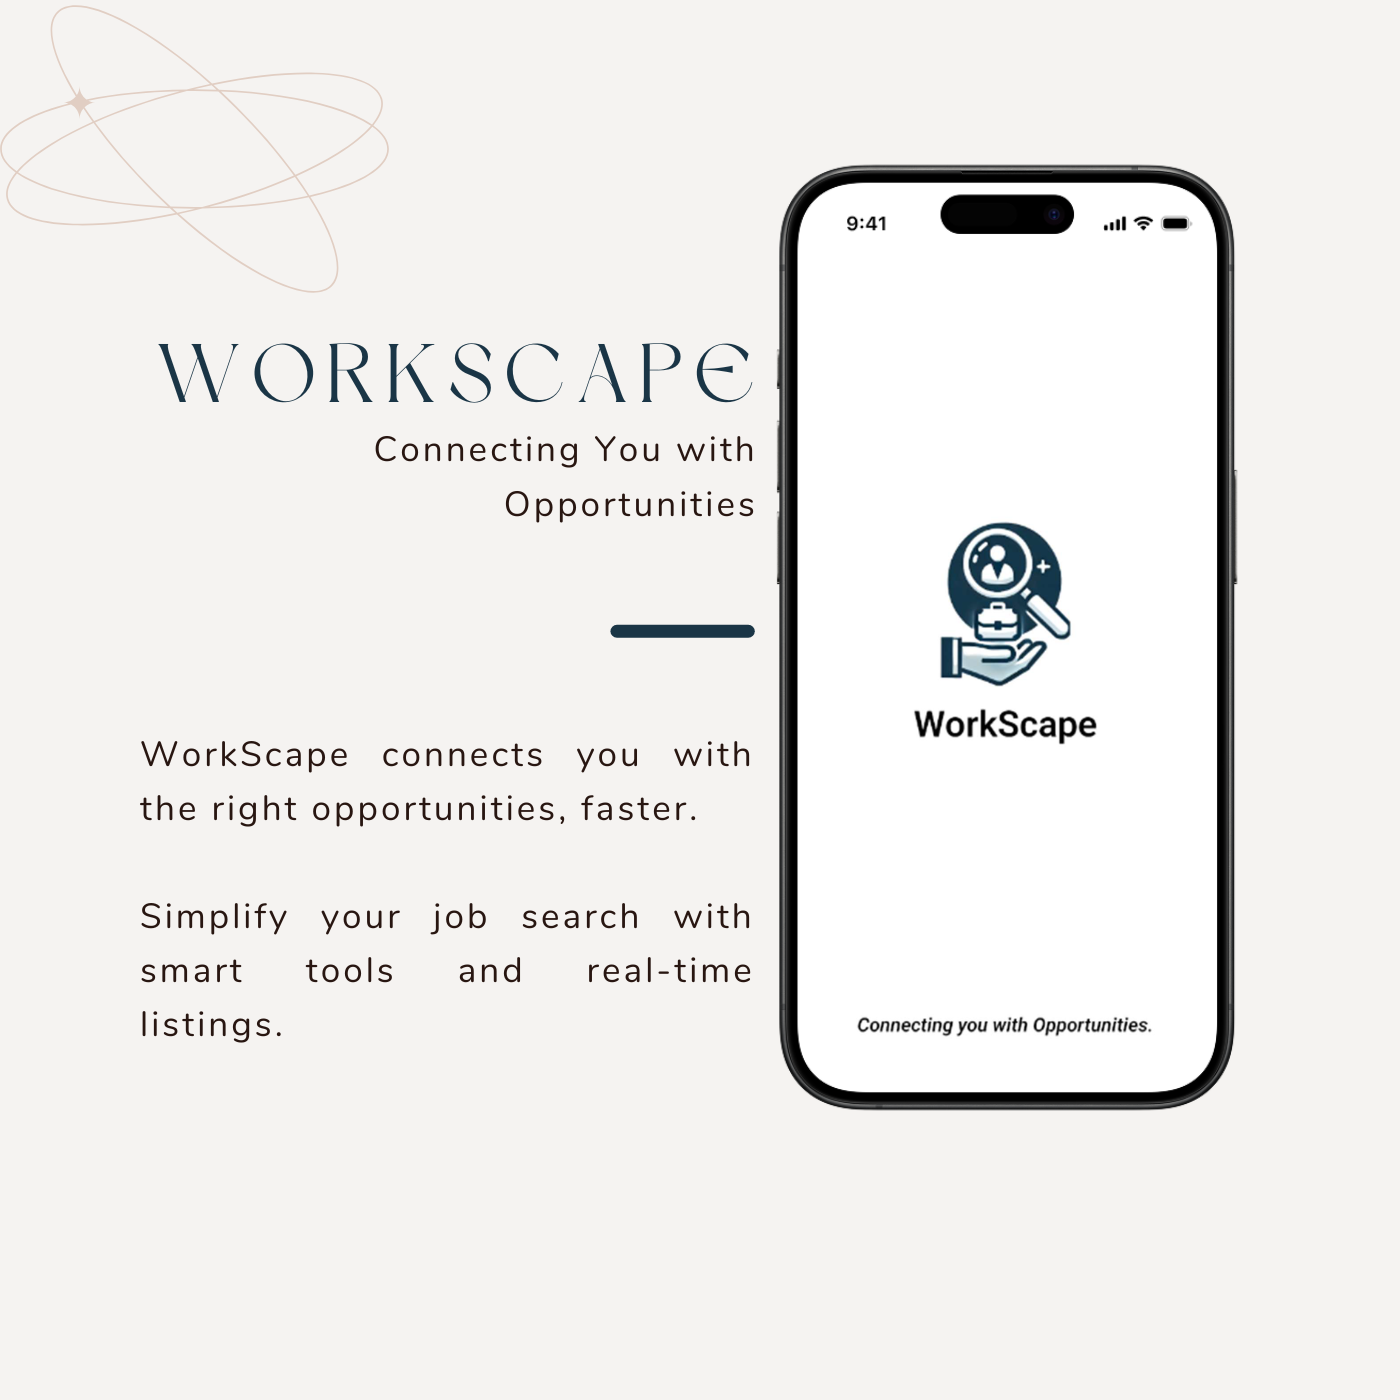 WORKSCAPE
Connecting You with
Opportunities
WorkScape connects you with
the right opportunities, faster.
Simplify your job search with
smart tools and real-time
listings.
9:41
WorkScape
Connecting you with Opportunities.